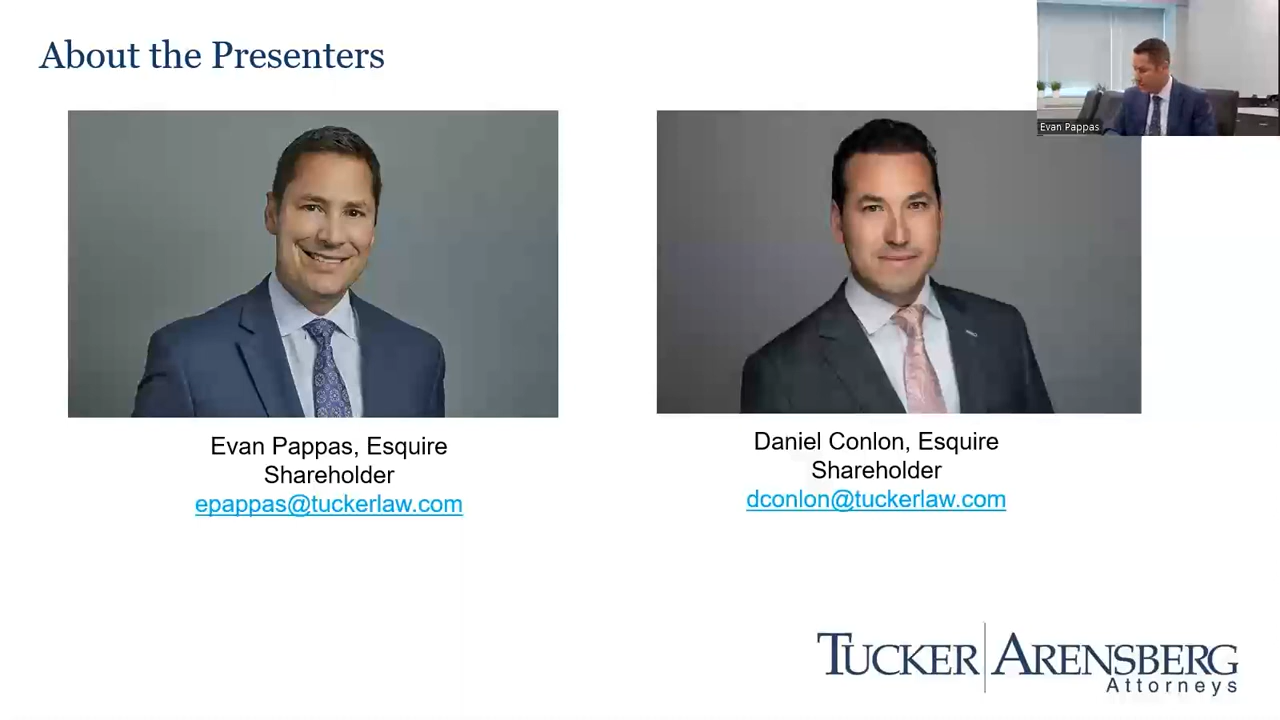 About the Presenters
Evan Pappas
Evan Pappas, Esquire
Shareholder
epappas@tuckerlaw.com
Daniel Conlon, Esquire
Shareholder
dconlon@tuckerlaw.com
TUCKER ARENSBERG
Attorneys